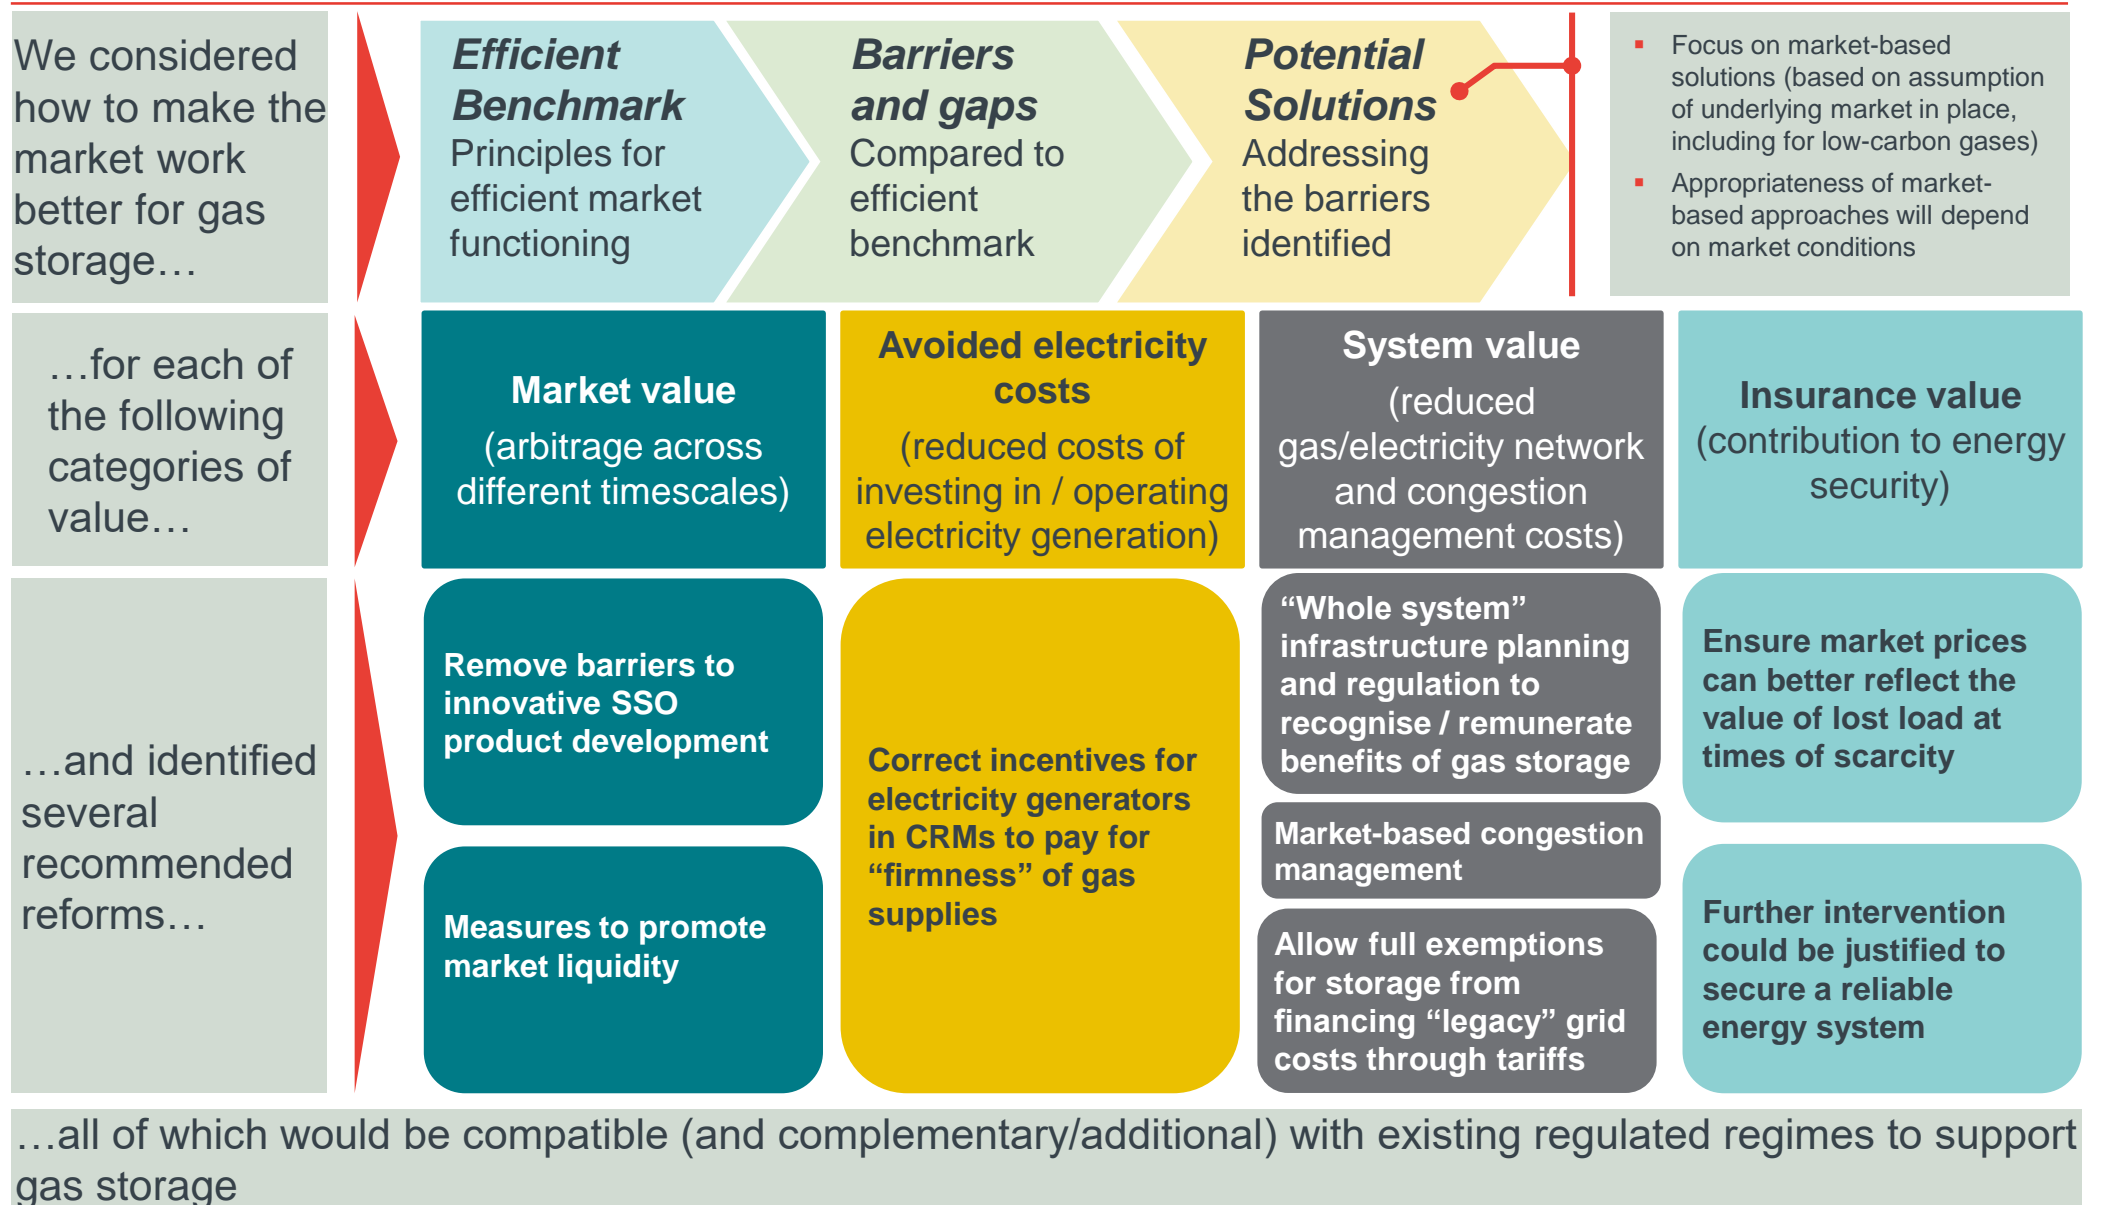 We considered
how to make the
market work
better for gas
storage…
Efficient
Benchmark
Principles for
efficient market
functioning
Barriers
and gaps
Compared to
efficient
benchmark
Potential
Solutions
Addressing
the barriers
identified
▪ Focus on market-based
solutions (based on assumption
of underlying market in place,
including for low-carbon gases)
▪ Appropriateness of market-
based approaches will depend
on market conditions
…for each of
the following
categories of
value…
Market value
(arbitrage across
different timescales)
Avoided electricity
costs
(reduced costs of
investing in / operating
electricity generation)
System value
(reduced
gas/electricity network
and congestion
management costs)
Insurance value
(contribution to energy
security)
…and identified
several
recommended
reforms…
Remove barriers to
innovative SSO
product development
Measures to promote
market liquidity
Correct incentives for
electricity generators
in CRMs to pay for
“firmness” of gas
supplies
“Whole system”
infrastructure planning
and regulation to
recognise / remunerate
benefits of gas storage
Market-based congestion
management
Allow full exemptions
for storage from
financing “legacy” grid
costs through tariffs
Ensure market prices
can better reflect the
value of lost load at
times of scarcity
Further intervention
could be justified to
secure a reliable
energy system
…all of which would be compatible (and complementary/additional) with existing regulated regimes to support
gas storage